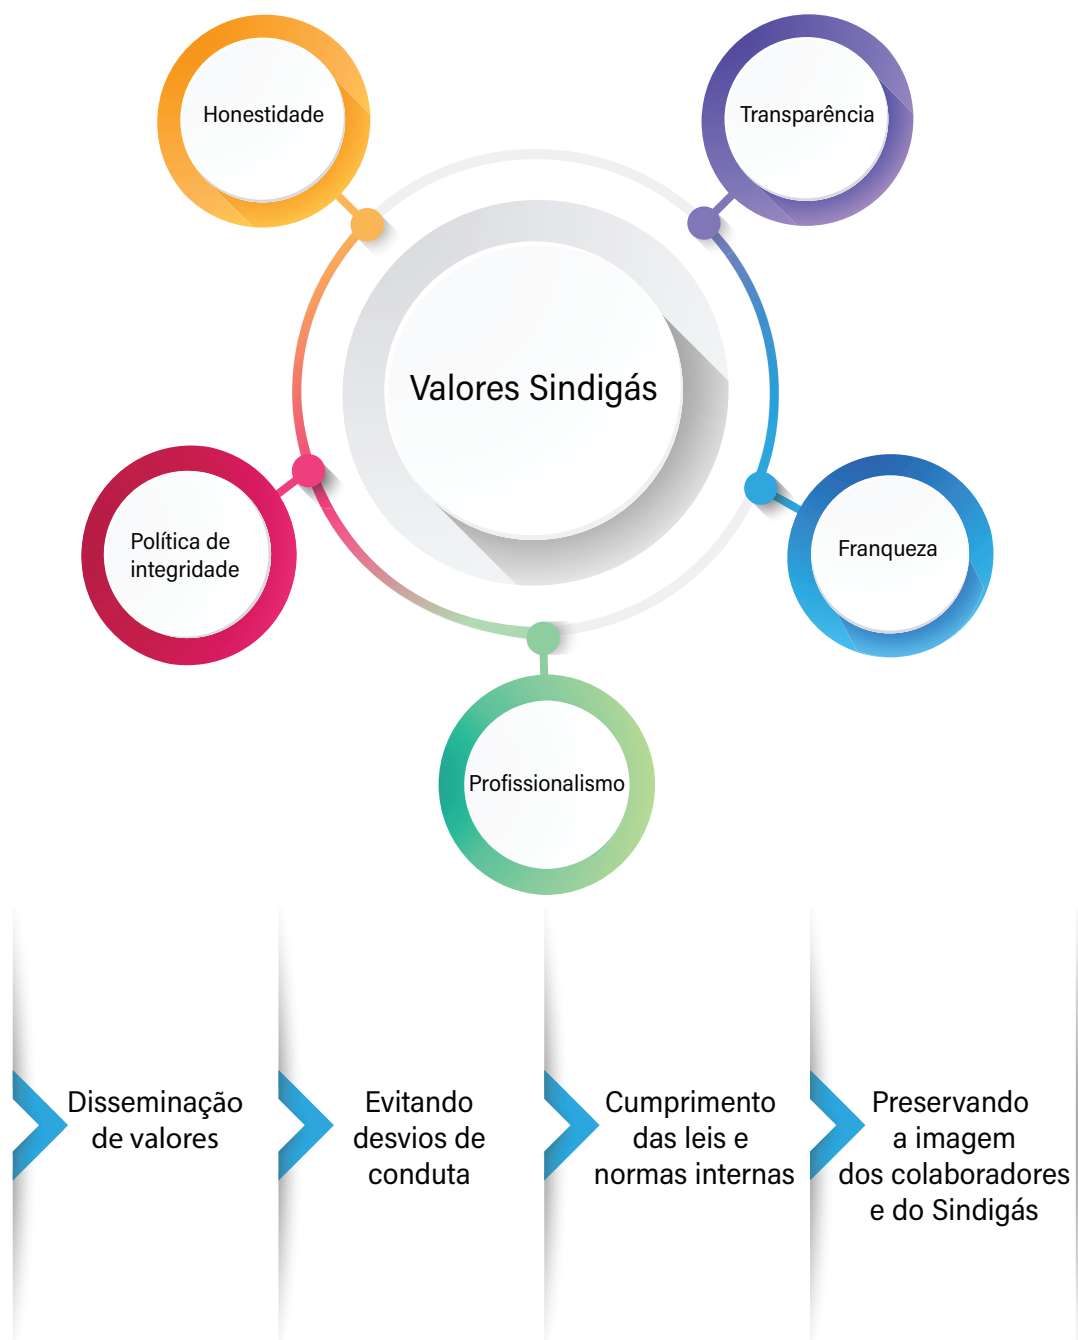 Honestidade
Transparência
Valores Sindigás
Política de
integridade
Franqueza
Profissionalismo
Disseminação
de valores
Evitando
desvios de
conduta
Cumprimento
das leis e
normas internas
Preservando
a imagem
dos colaboradores
e do Sindigás